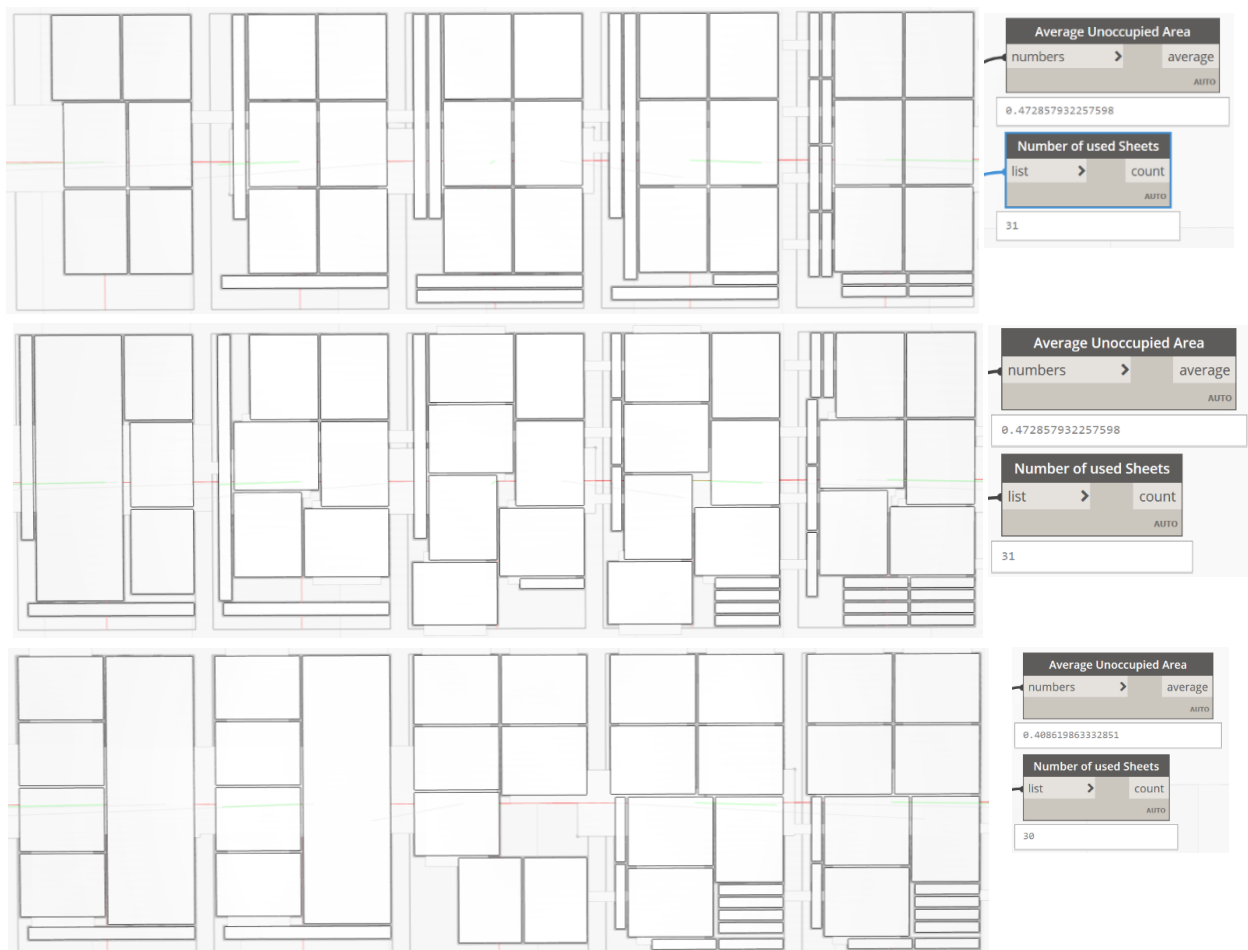 Average Unoccupied Area
numbers > average
AUTO
0.472857932257598
Number of used Sheets
list > count
AUTO
31
Average Unoccupied Area
numbers > average
AUTO
0.472857932257598
Number of used Sheets
list > count
AUTO
31
Average Unoccupied Area
numbers > average
AUTO
0.408619863332851
Number of used Sheets
list > count
AUTO
30